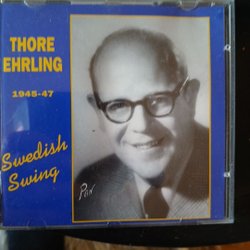 THORE
EHRLING
1945-47
Swedish
Swing